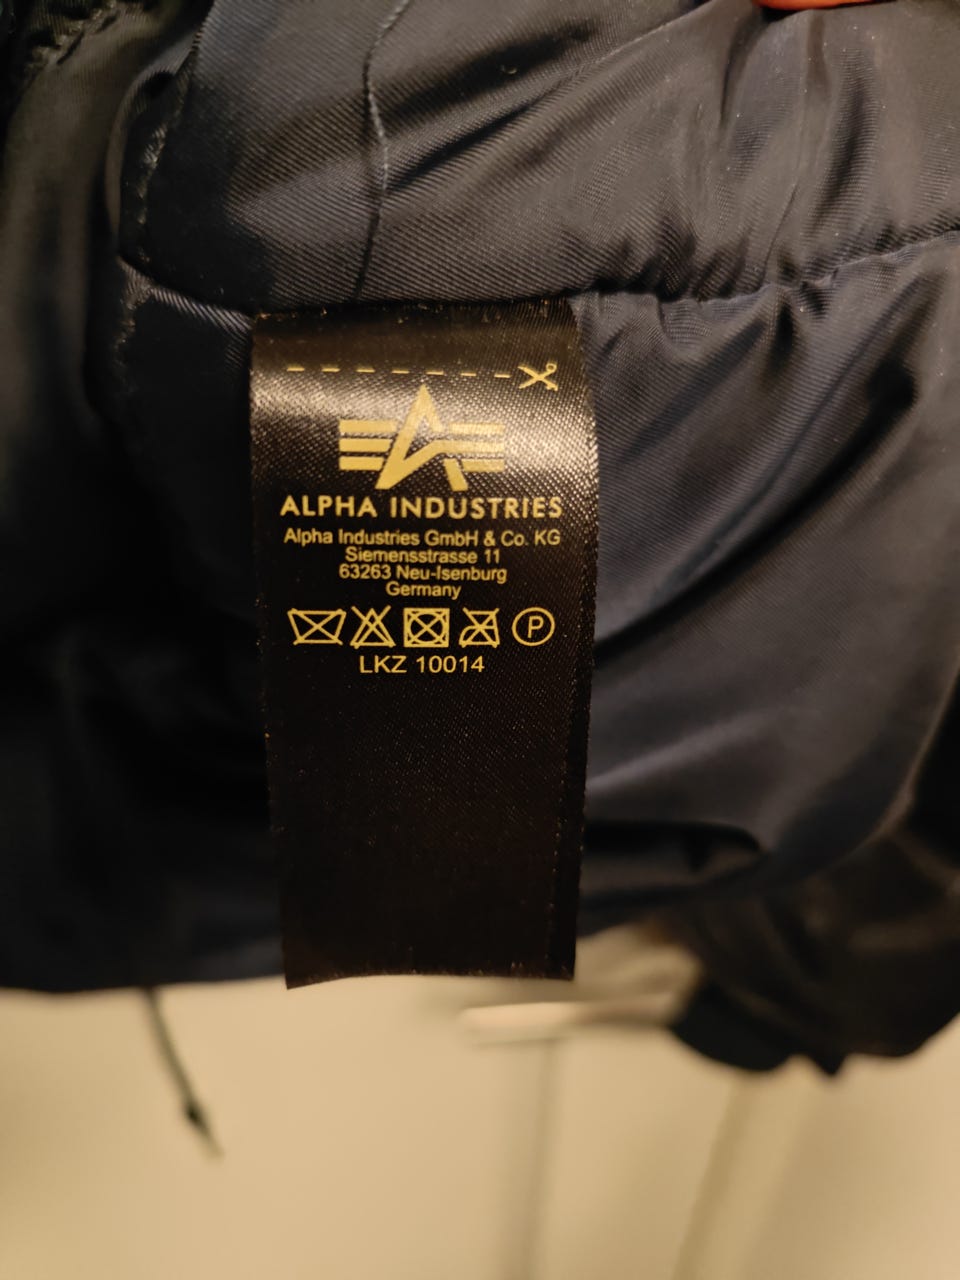 ALPHA INDUSTRIES
Alpha Industries GmbH & Co. KG
Siemensstrasse 11
63263 Neu-Isenburg
Germany
P
LKZ 10014